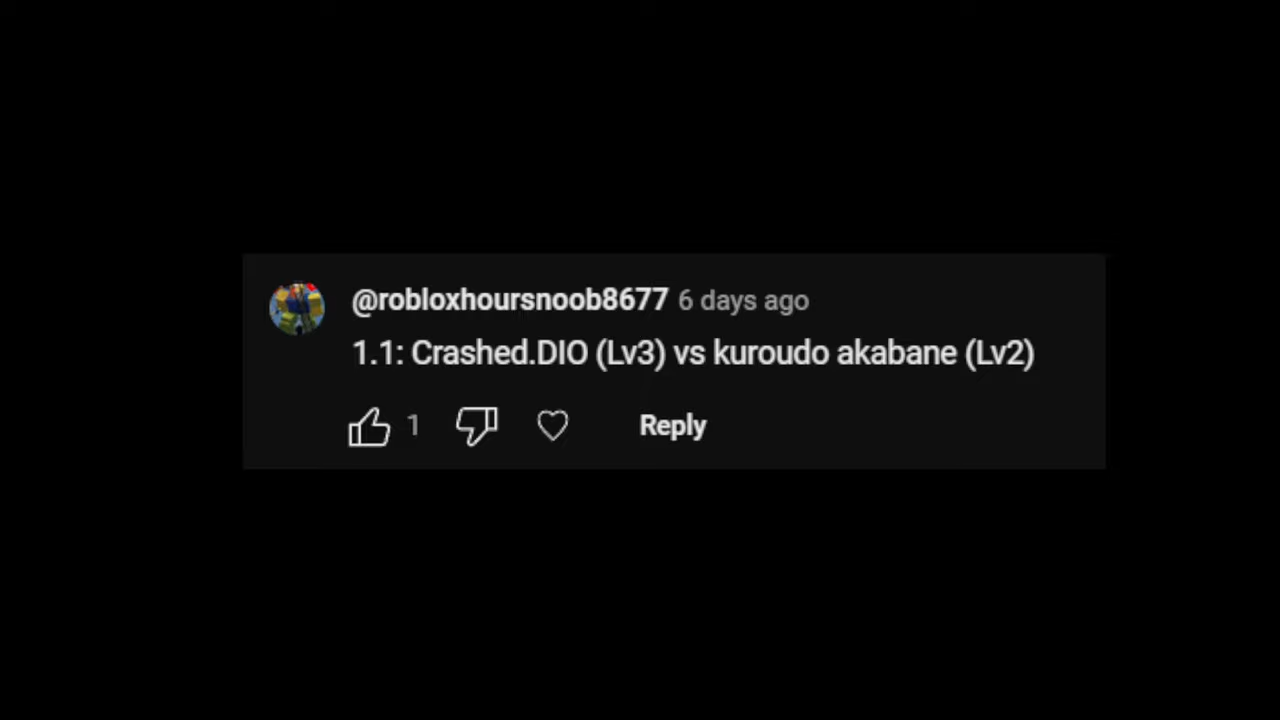 @robloxhoursnoob8677 6 days ago
1.1: Crashed.DIO (Lv3) vs kuroudo akabane (Lv2)
1 Reply